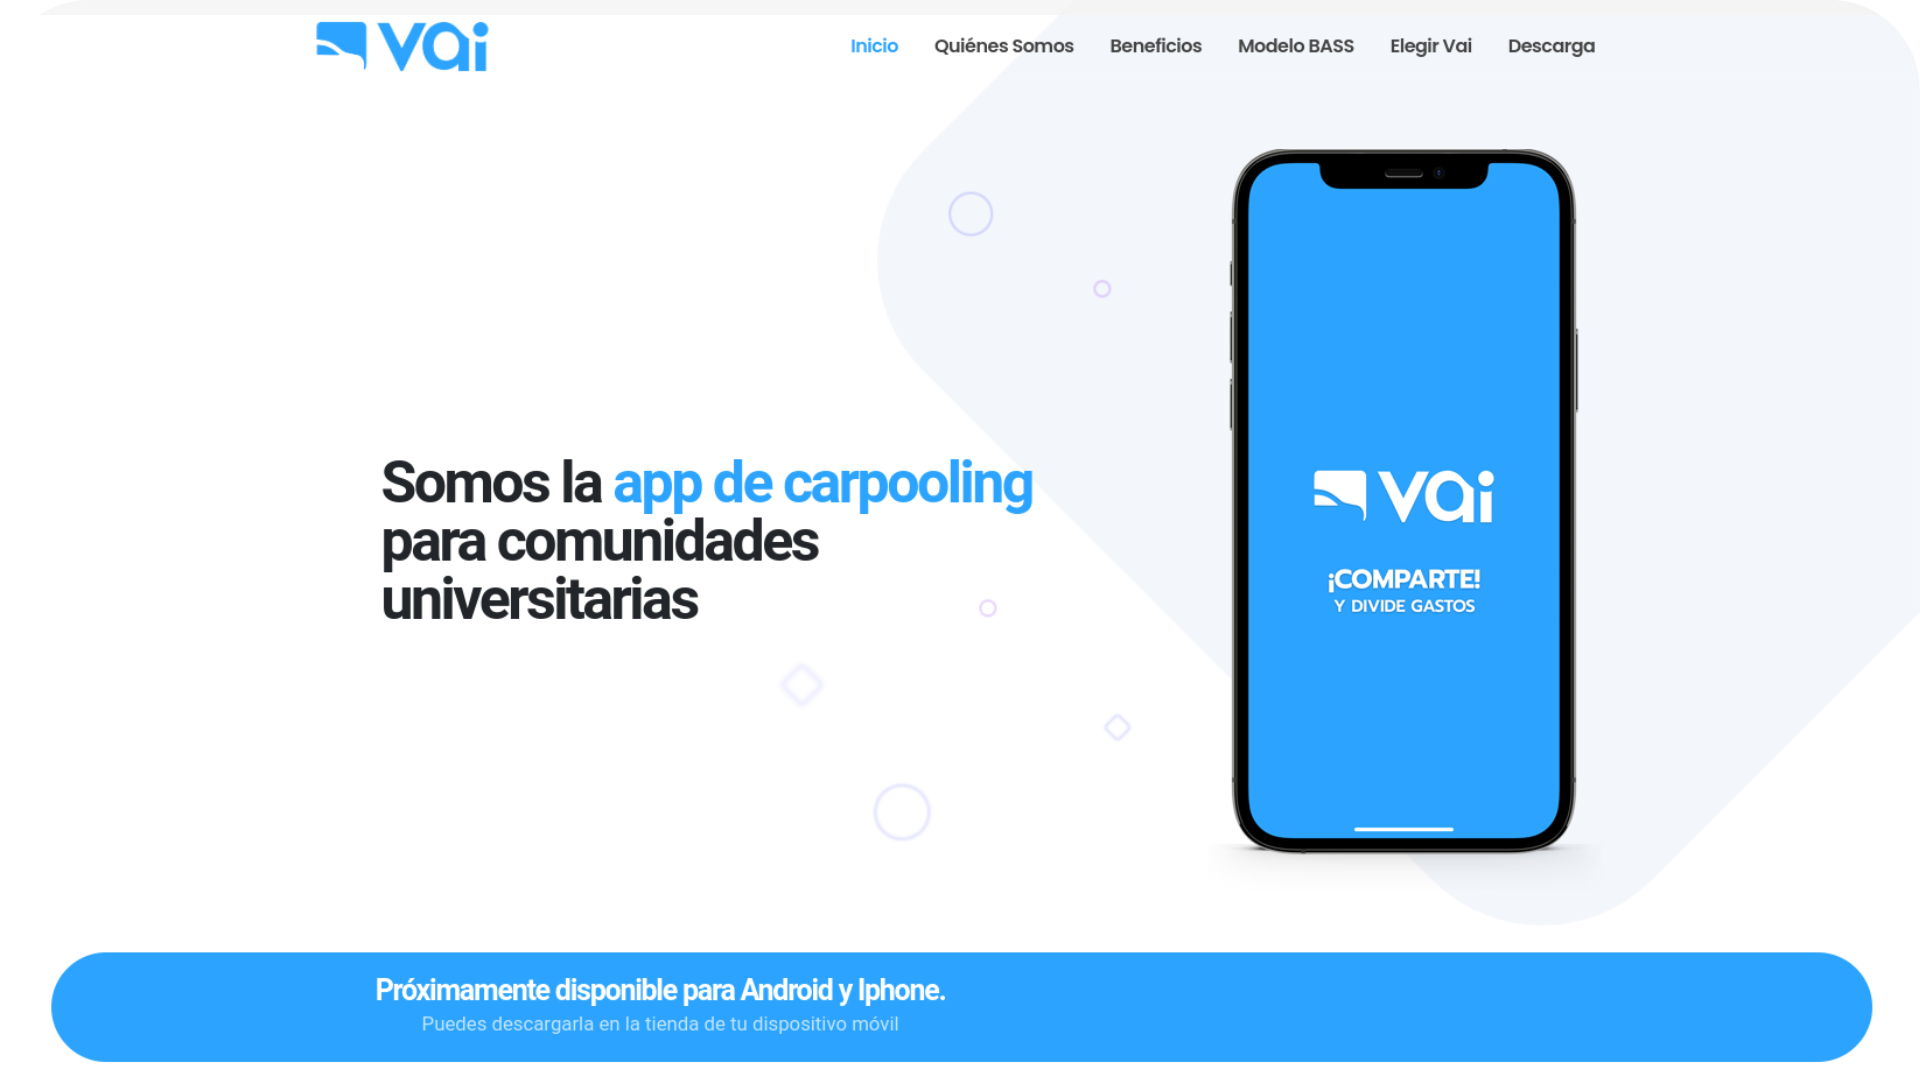 vai
Inicio Quiénes Somos Beneficios Modelo BASS Elegir Vai Descarga
Somos la app de carpooling
para comunidades
universitarias
vai
¡COMPARTE!
Y DIVIDE GASTOS
Próximamente disponible para Android y Iphone.
Puedes descargarla en la tienda de tu dispositivo móvil